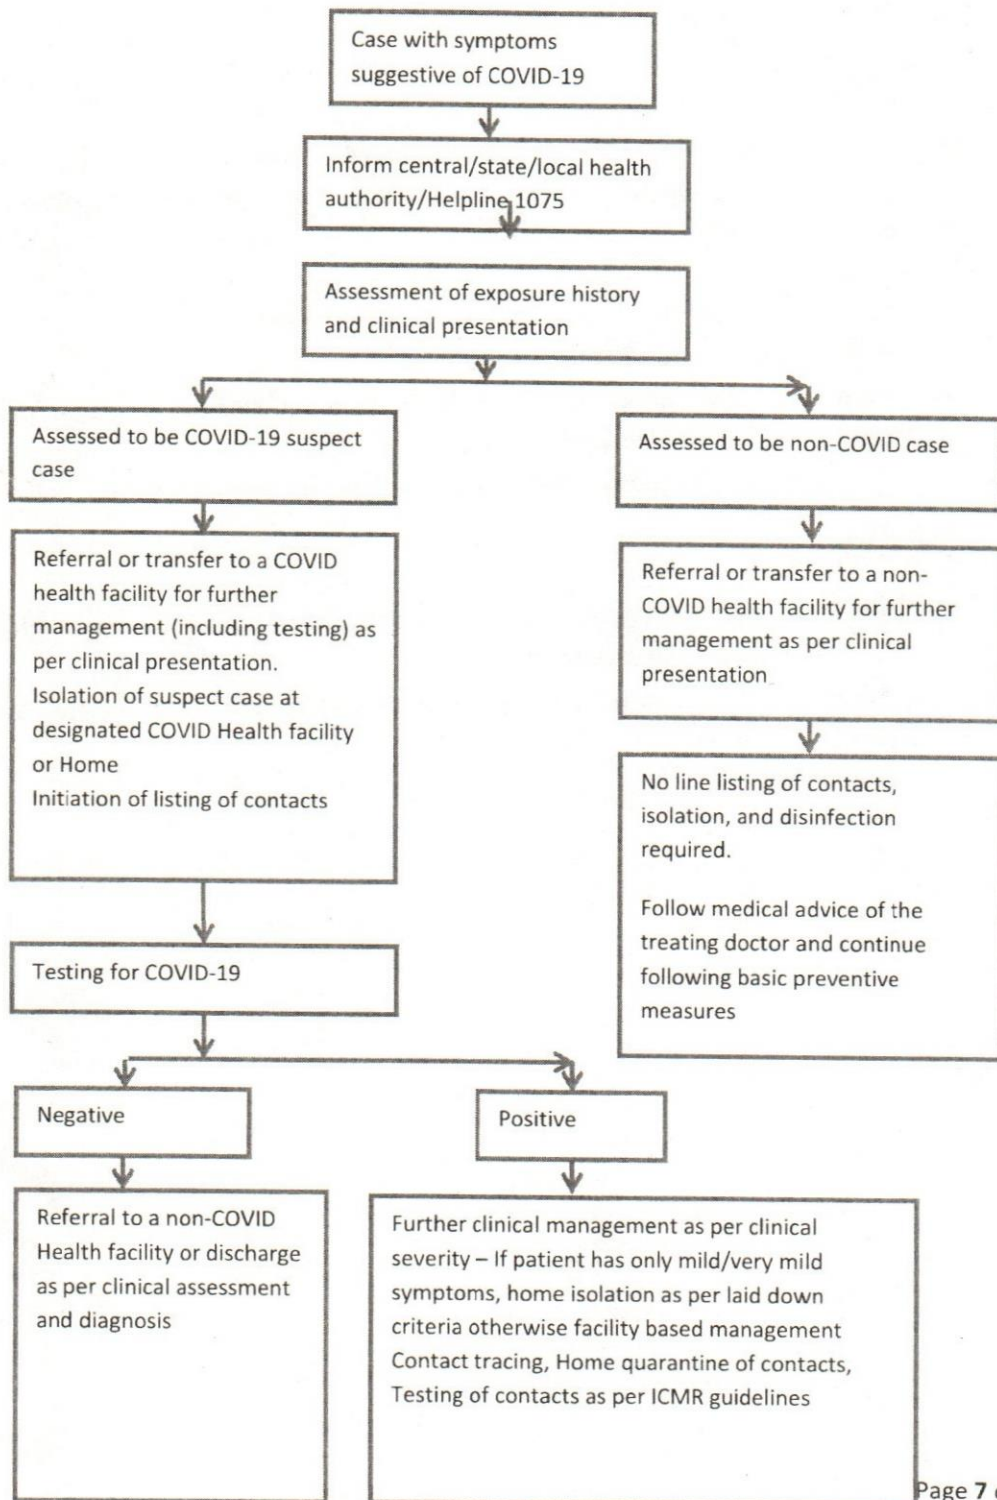 Case with symptoms
suggestive of COVID-19
Inform central/state/local health
authority/Helpline 1075
Assessment of exposure history
and clinical presentation
Assessed to be COVID-19 suspect
case
Assessed to be non-COVID case
Referral or transfer to a COVID
health facility for further
management (including testing) as
per clinical presentation.
Isolation of suspect case at
designated COVID Health facility
or Home
Initiation of listing of contacts
Referral or transfer to a non-
COVID health facility for further
management as per clinical
presentation
No line listing of contacts,
isolation, and disinfection
required.
Follow medical advice of the
treating doctor and continue
following basic preventive
measures
Testing for COVID-19
Negative
Positive
Referral to a non-COVID
Health facility or discharge
as per clinical assessment
and diagnosis
Further clinical management as per clinical
severity – If patient has only mild/very mild
symptoms, home isolation as per laid down
criteria otherwise facility based management
Contact tracing, Home quarantine of contacts,
Testing of contacts as per ICMR guidelines
Page 7